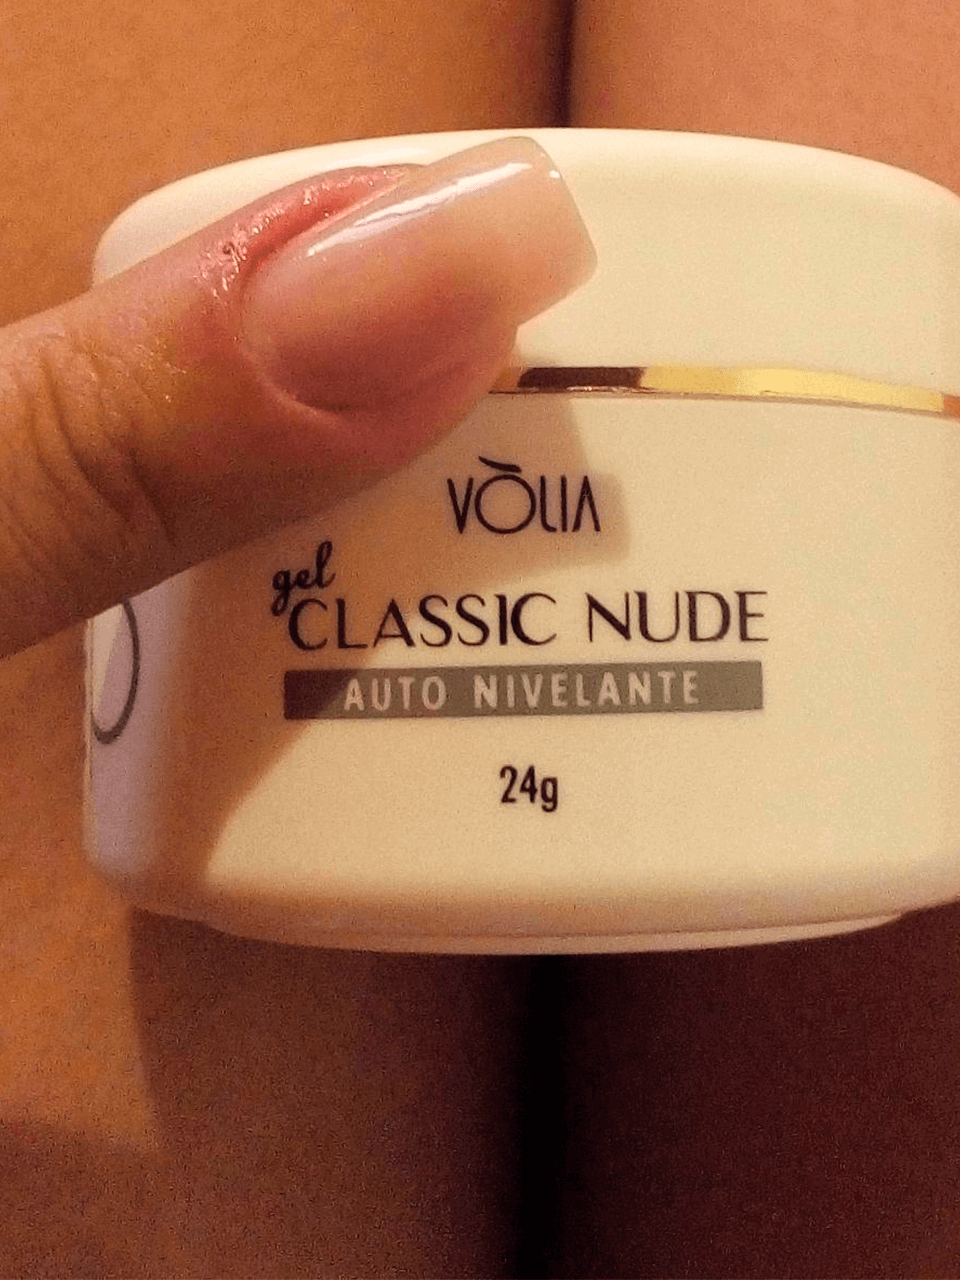 VÒLIA
gel
CLASSIC NUDE
AUTO NIVELANTE
24g